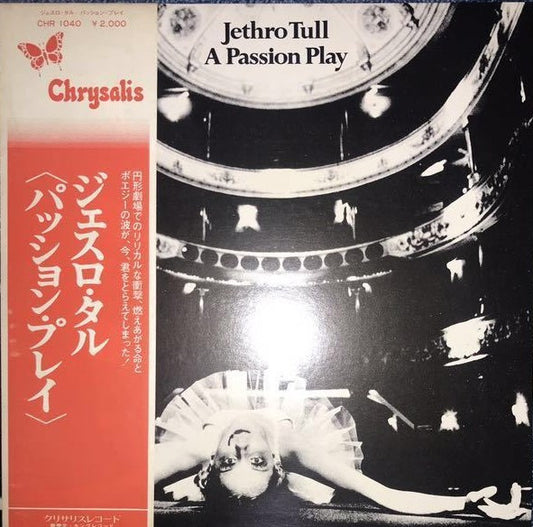 ジェスロ・タル パッション・プレイ
CHR 1040 ¥2,000
Chrysalis
Jethro Tull
A Passion Play
円形劇場でのリリカルな衝撃、燃えあがる命と
ポエジーの波が、今、君をとらえてしまった!
ジェスロ・タル
〈パッション・プレイ〉
クリサリスレコード